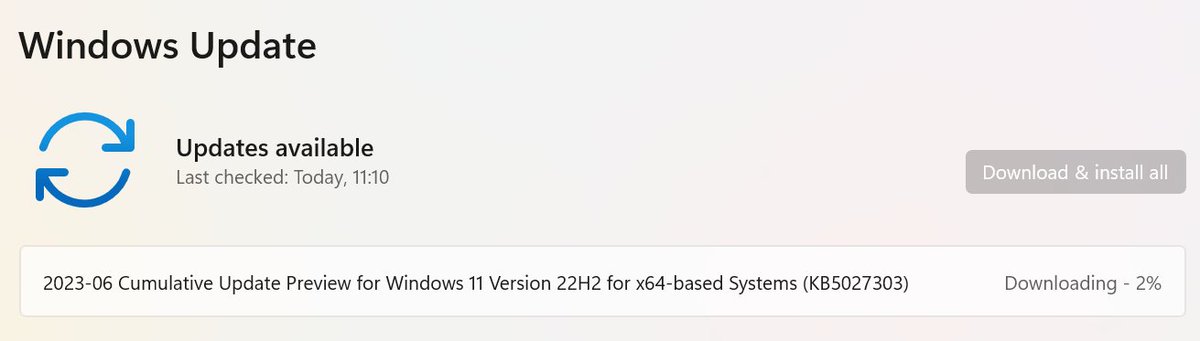 Windows Update
Updates available
Last checked: Today, 11:10
Download & install all
2023-06 Cumulative Update Preview for Windows 11 Version 22H2 for x64-based Systems (KB5027303)
Downloading - 2%